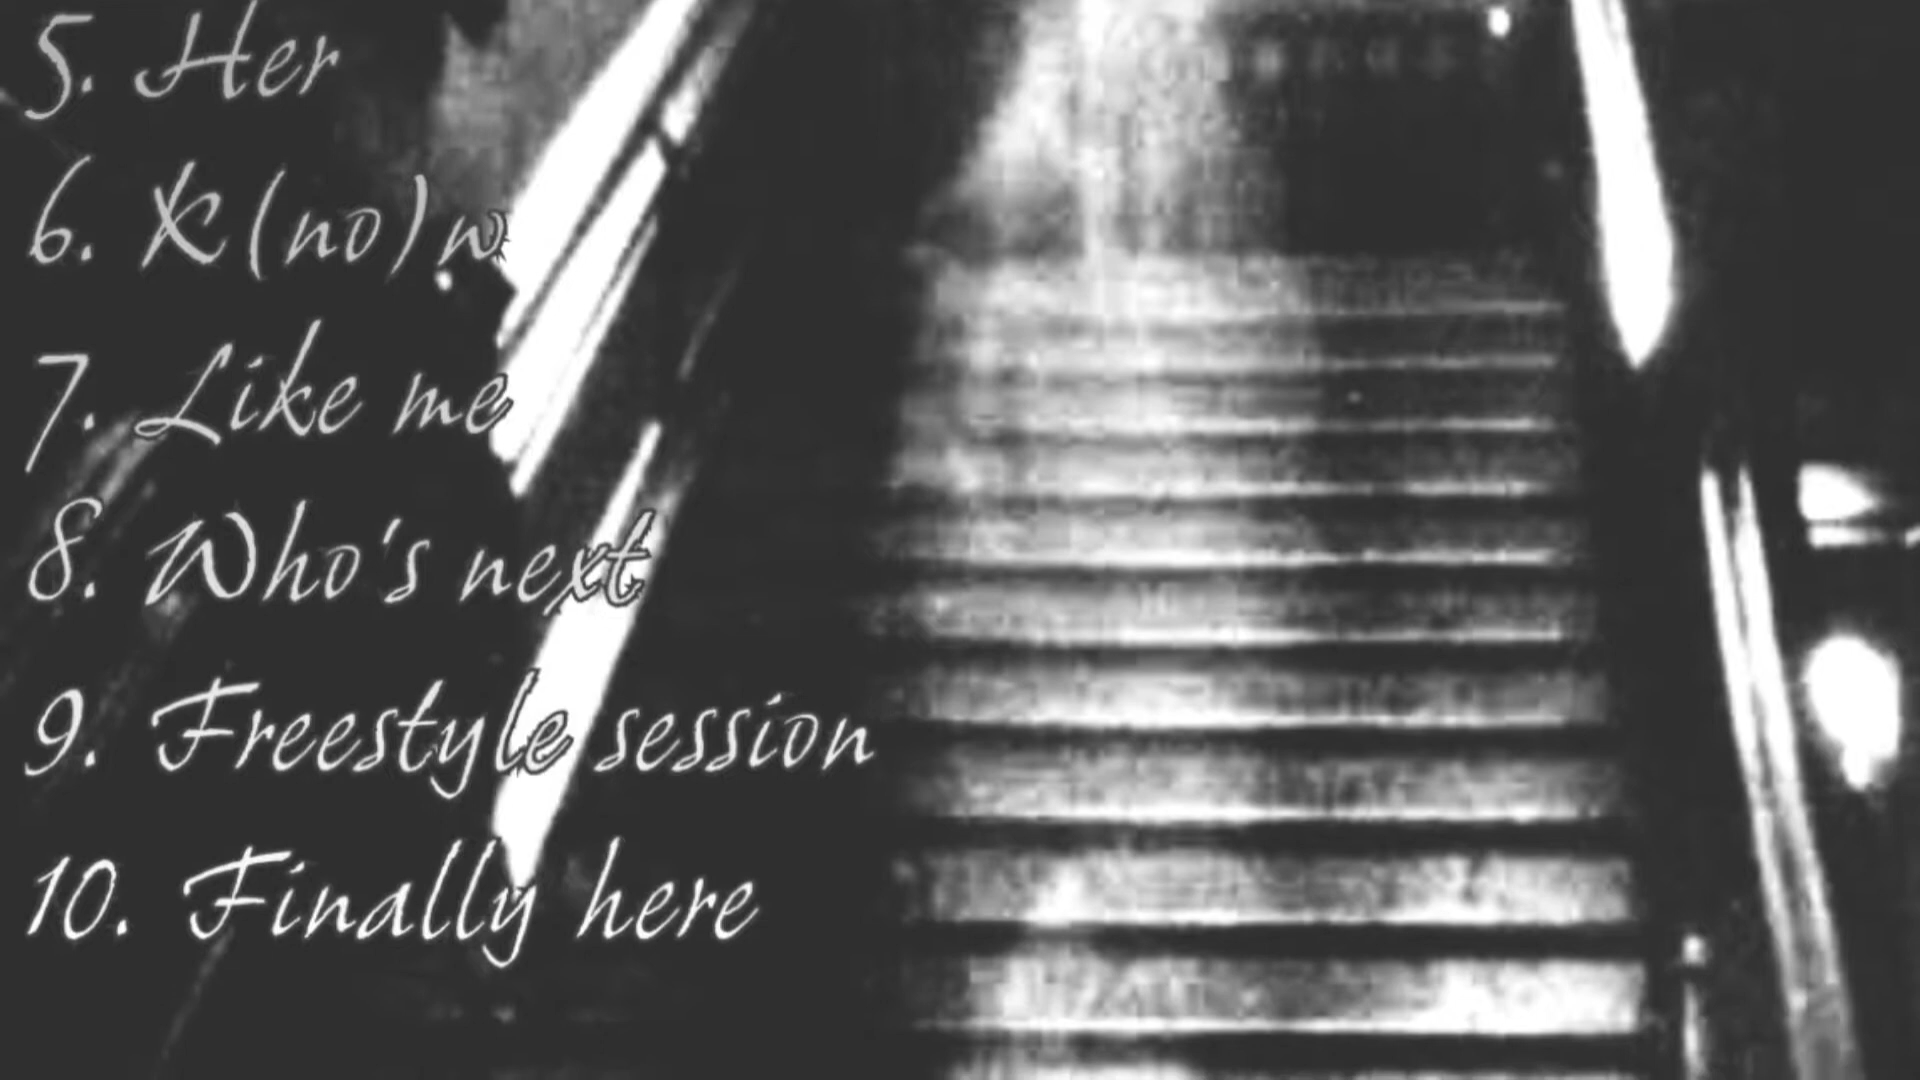 5. Her
6. K(no)w
7. Like me
8. Who's next
9. Freestyle session
10. Finally here